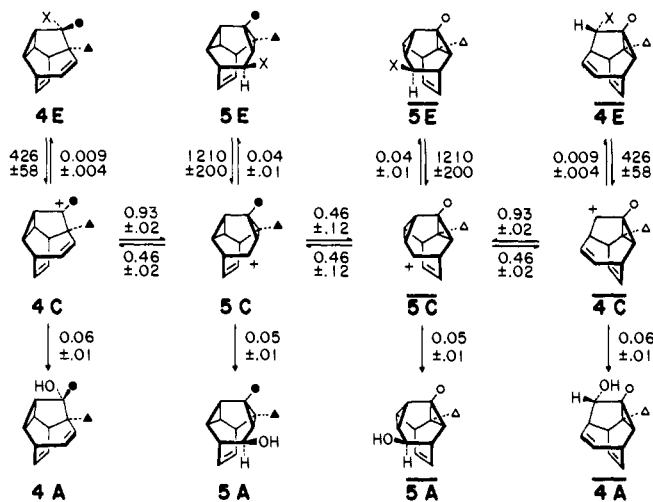 X
H X
X
H
X
H
4E 5E 5E 4E
426 ±58 0.009 ±.004 1210 ±200 0.04 ±.01 0.04 ±.01 1210 ±200 0.009 ±.004 426 ±58
+ 0.93 ±.02 0.46 ±.12 0.93 ±.02 +
0.46 ±.02 + 0.46 ±.12 + 0.46 ±.02
4C 5C 5C 4C
0.06 ±.01 0.05 ±.01 0.05 ±.01 0.06 ±.01
HO
H OH
OH
H
HO
H
4A 5A 5A 4A